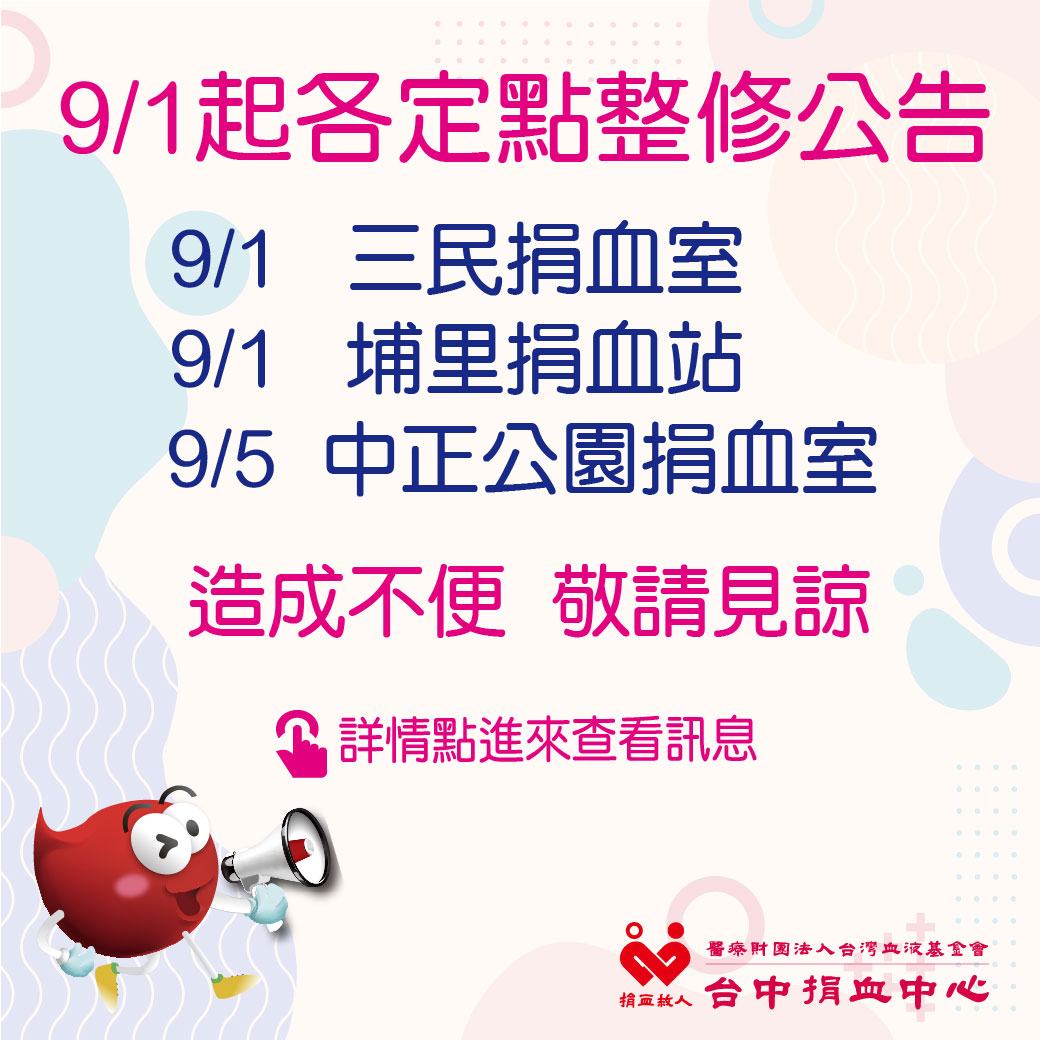 9/1起各定點整修公告
9/1 三民捐血室
9/1 埔里捐血站
9/5 中正公園捐血室
造成不便 敬請見諒
詳情點進來查看訊息
醫療財團法人台灣血液基金會
捐血救人 台中捐血中心